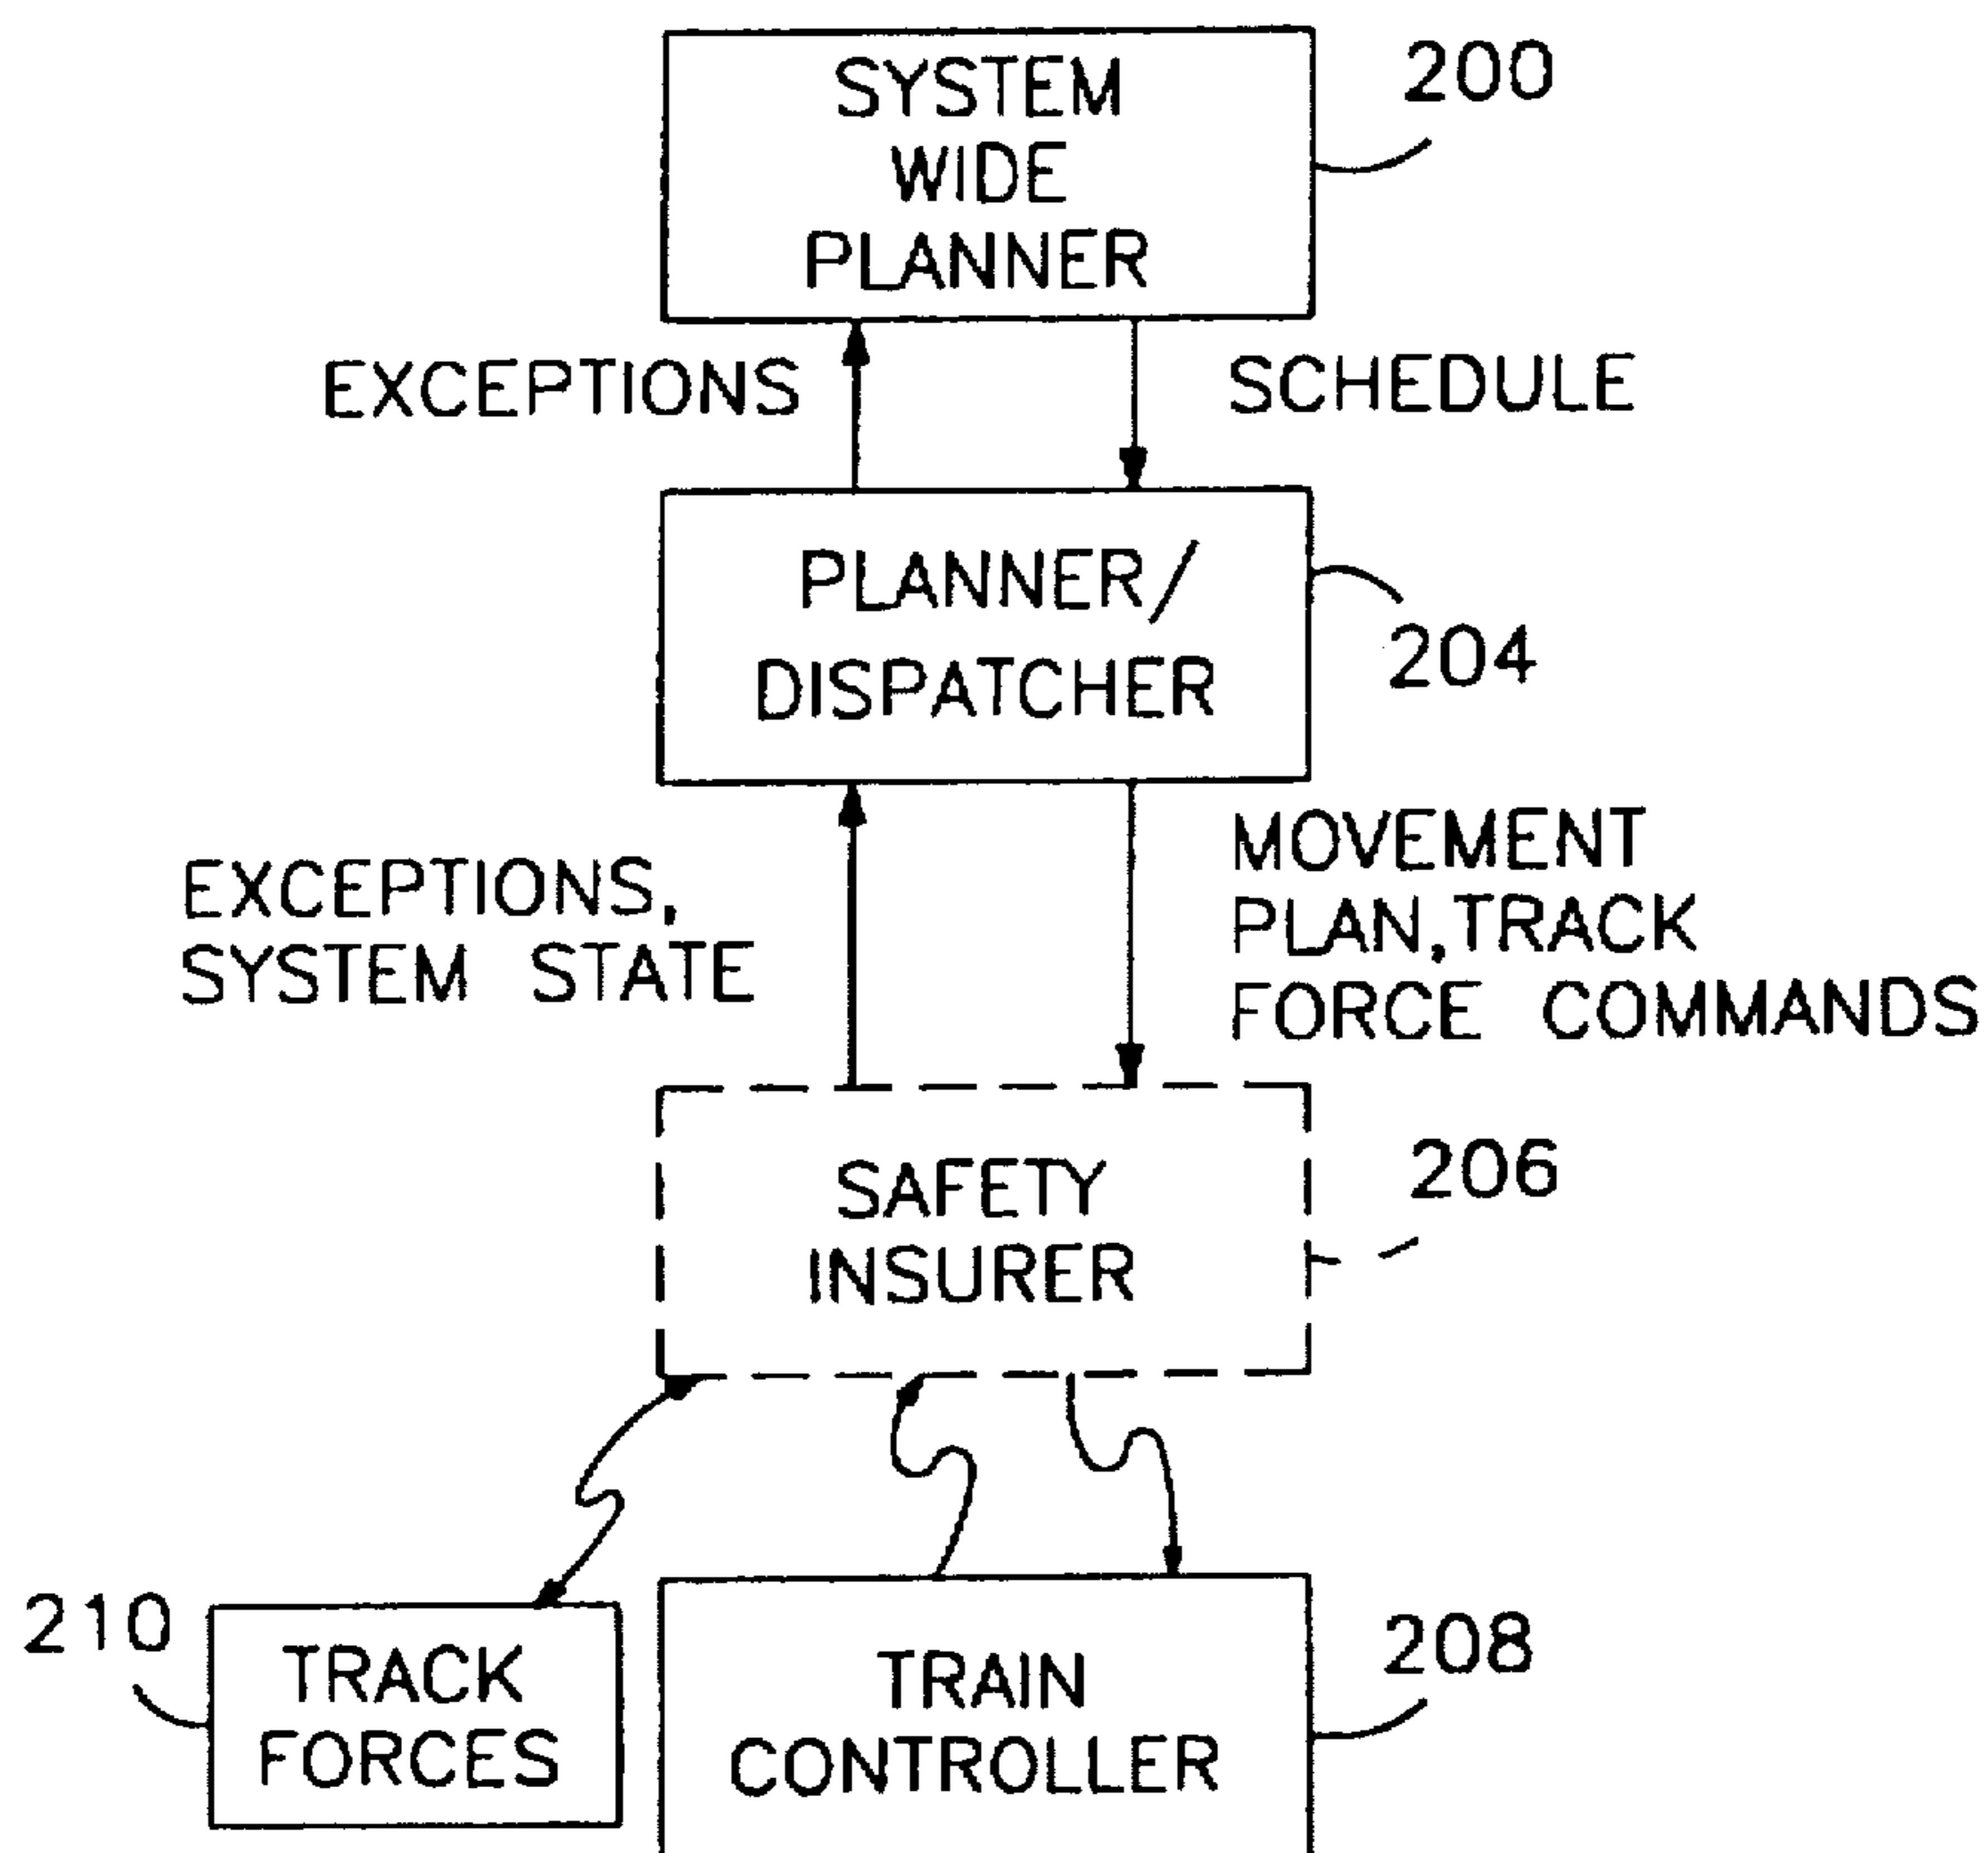 SYSTEM
WIDE
PLANNER
200
EXCEPTIONS
SCHEDULE
PLANNER/
DISPATCHER
204
EXCEPTIONS,
SYSTEM STATE
MOVEMENT
PLAN,TRACK
FORCE COMMANDS
SAFETY
INSURER
206
210
TRACK
FORCES
TRAIN
CONTROLLER
208